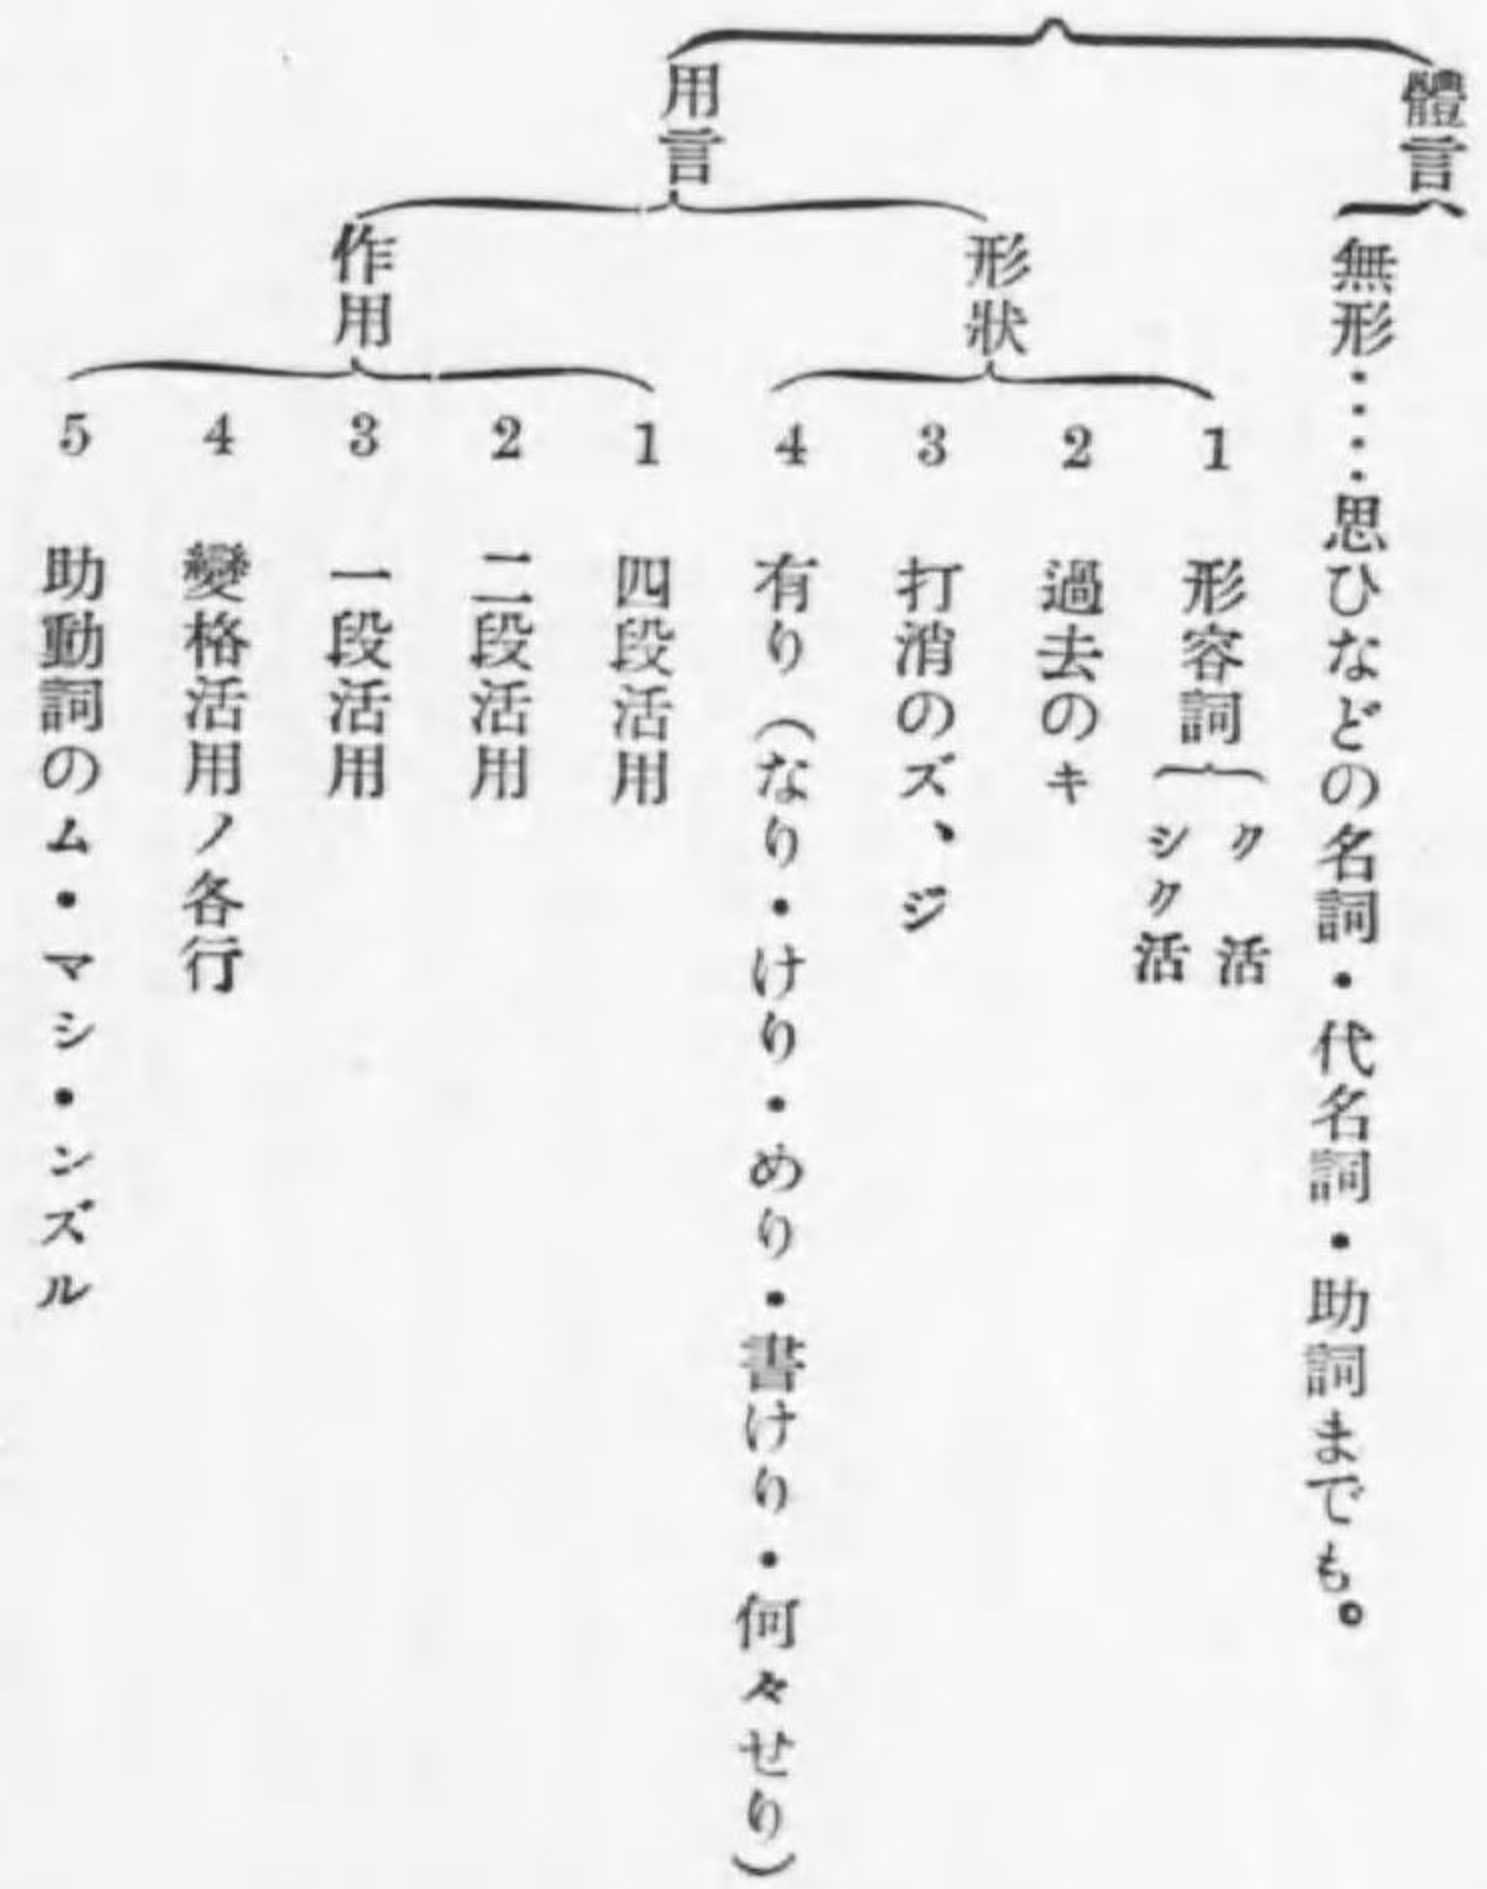 體言
無形····思ひなどの名詞・代名詞・助詞までも。
用言
形狀
1 形容詞
ク活
シク活
2 過去のキ
3 打消のズ、ジ
4 有り(なり・けり・めり・書けり・何々せり)
作用
1 四段活用
2 二段活用
3 一段活用
4 變格活用ノ各行
5 助動詞のム・マシ・ンズル